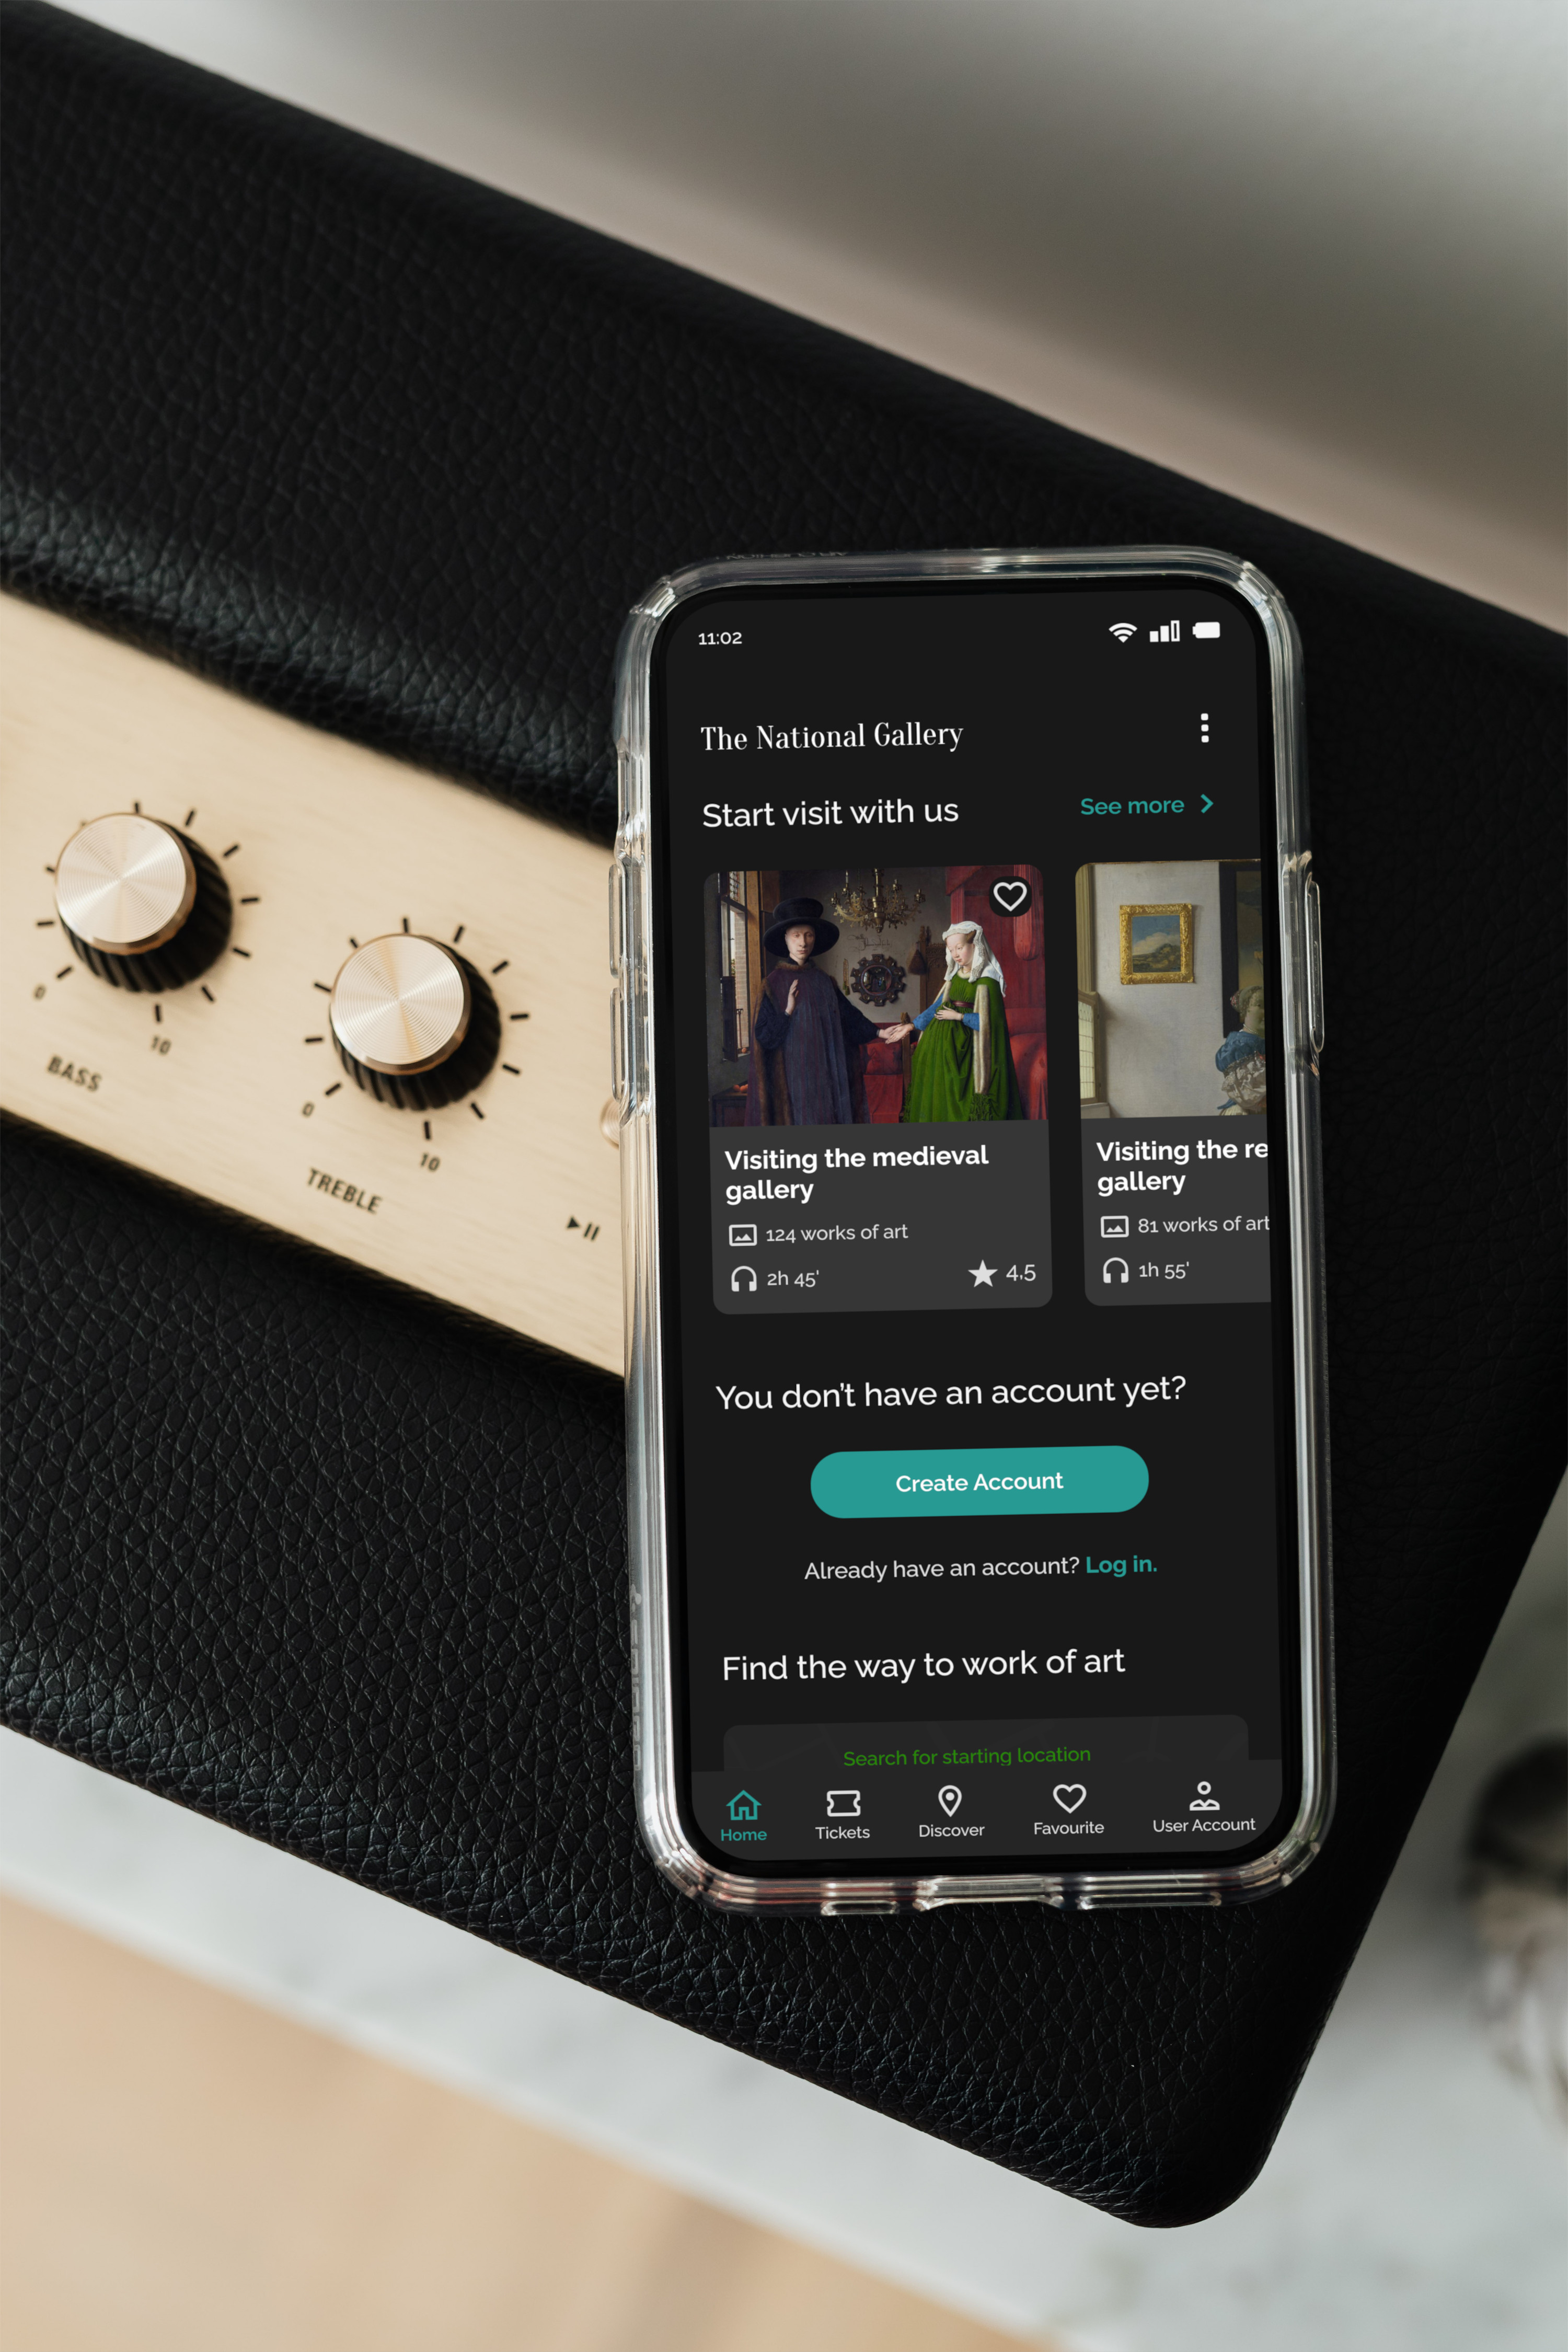 11:02
The National Gallery
Start visit with us
See more
Visiting the medieval
gallery
124 works of art
2h 45'
4,5
Visiting the re
gallery
81 works of art
1h 55'
You don't have an account yet?
Create Account
Already have an account? Log in.
Find the way to work of art
Search for starting location
Home
Tickets
Discover
Favourite
User Account
0
10
BASS
0
10
TREBLE